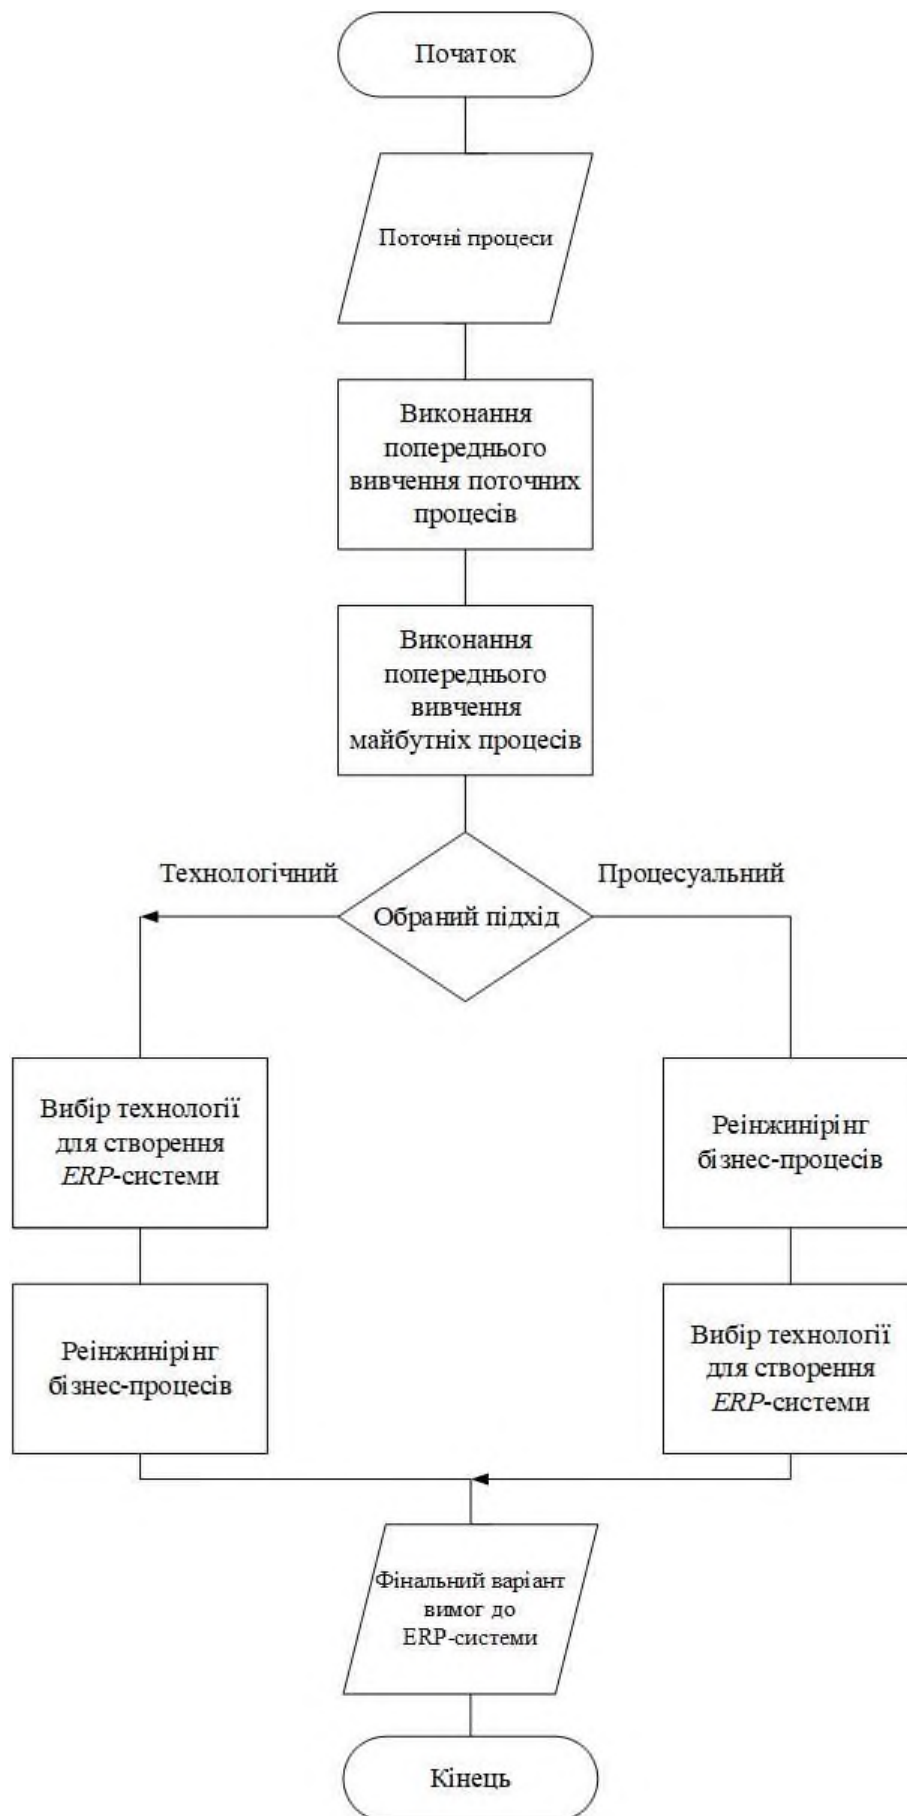 Початок
Поточні процеси
Виконання
попереднього
вивчення поточних
процесів
Виконання
попереднього
вивчення
майбутніх процесів
Технологічний
Процесуальний
Обраний підхід
Вибір технології
для створення
ERP-системи
Реінжинірінг
бізнес-процесів
Реінжинірінг
бізнес-процесів
Вибір технології
для створення
ERP-системи
Фінальний варіант
вимог до
ERP-системи
Кінець